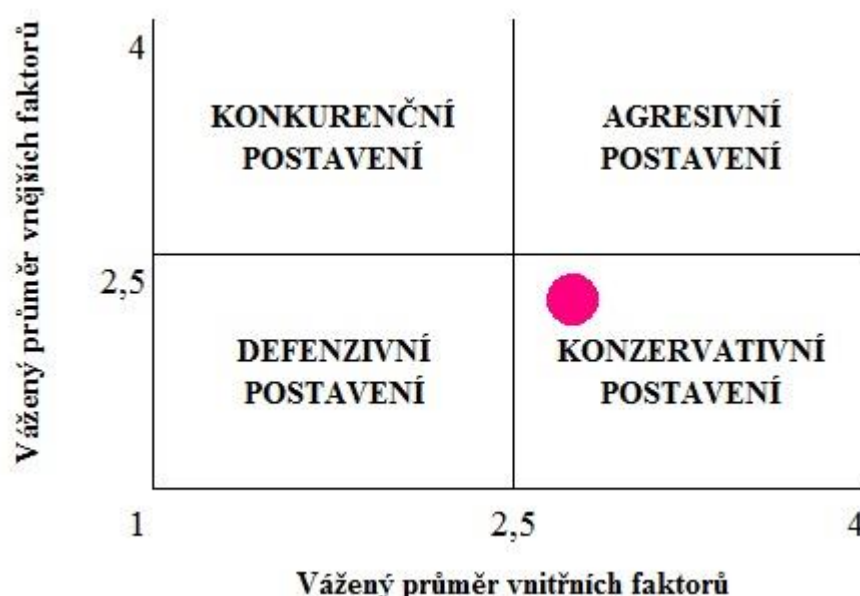 Vážený průměr vnějších faktorů
4
KONKURENČNÍ
POSTAVENÍ
AGRESIVNÍ
POSTAVENÍ
2,5
DEFENZIVNÍ
POSTAVENÍ
KONZERVATIVNÍ
POSTAVENÍ
1
2,5
4
Vážený průměr vnitřních faktorů